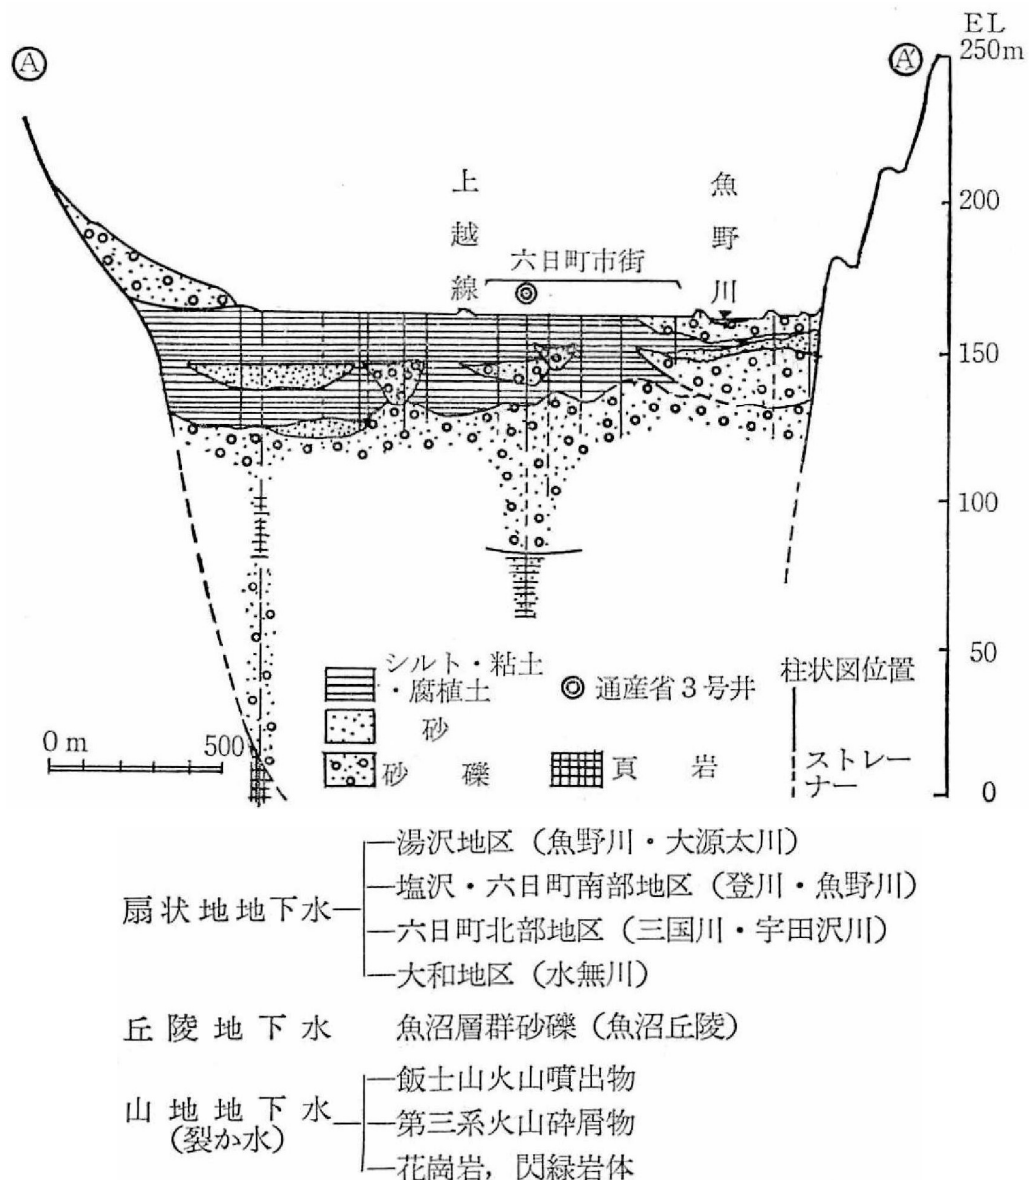 EL
250m
Ⓐ
Ⓐ′
上越線
魚野川
200
六日町市街
150
100
50
シルト・粘土
・腐植土
◎ 通産省3号井
柱状図位置
砂
0m
500
砂礫
頁岩
ストレーナー
0
扇状地地下水
湯沢地区（魚野川・大源太川）
塩沢・六日町南部地区（登川・魚野川）
六日町北部地区（三国川・宇田沢川）
大和地区（水無川）
丘陵地下水 魚沼層群砂礫（魚沼丘陵）
山地地下水
(裂か水)
飯士山火山噴出物
第三系火山砕屑物
花崗岩，閃緑岩体